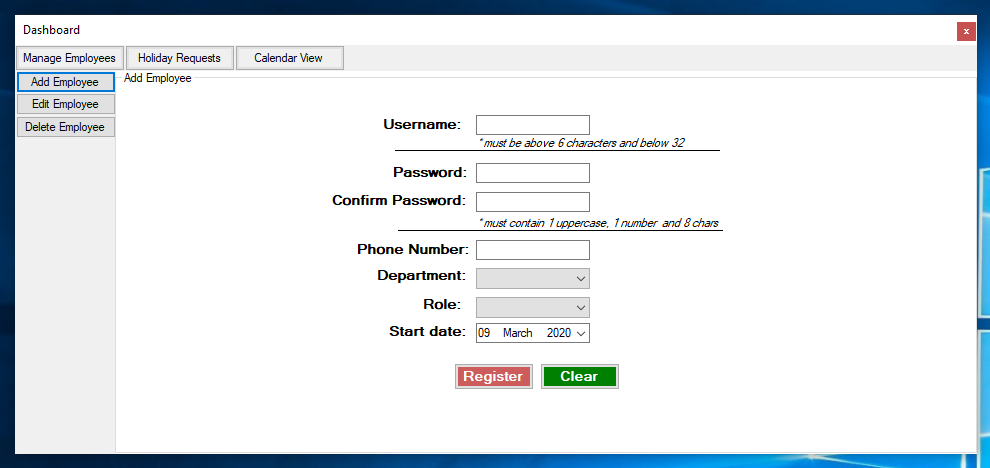 Dashboard
x
Manage Employees Holiday Requests Calendar View
Add Employee
Edit Employee
Delete Employee
Add Employee
Username:
* must be above 6 characters and below 32
Password:
Confirm Password:
* must contain 1 uppercase, 1 number and 8 chars
Phone Number:
Department:
Role:
Start date: 09 March 2020
Register Clear